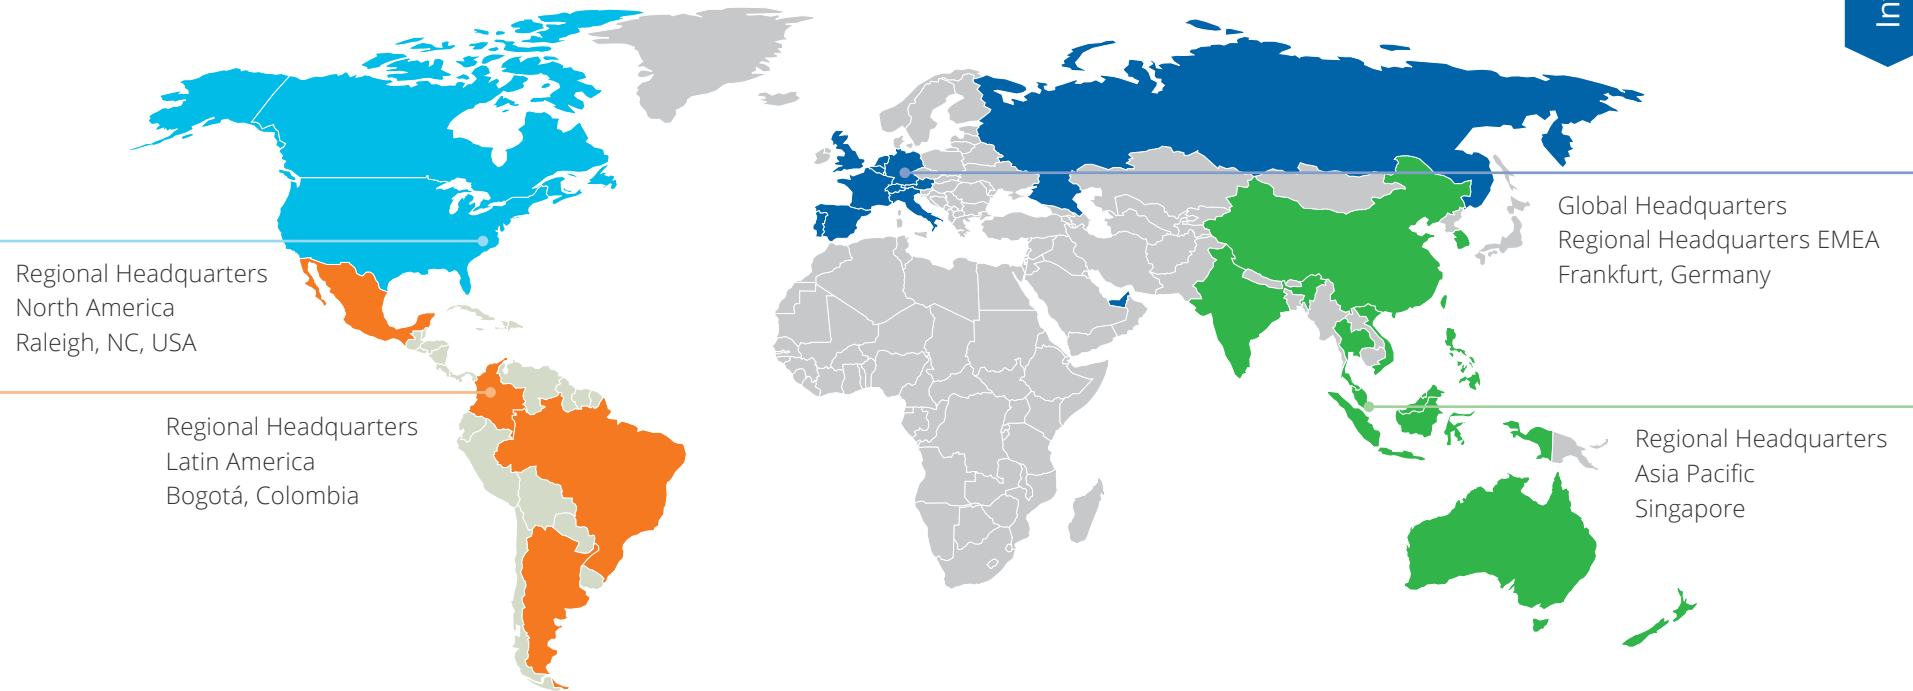 Global Headquarters
Regional Headquarters EMEA
Frankfurt, Germany
Regional Headquarters
North America
Raleigh, NC, USA
Regional Headquarters
Latin America
Bogotá, Colombia
Regional Headquarters
Asia Pacific
Singapore